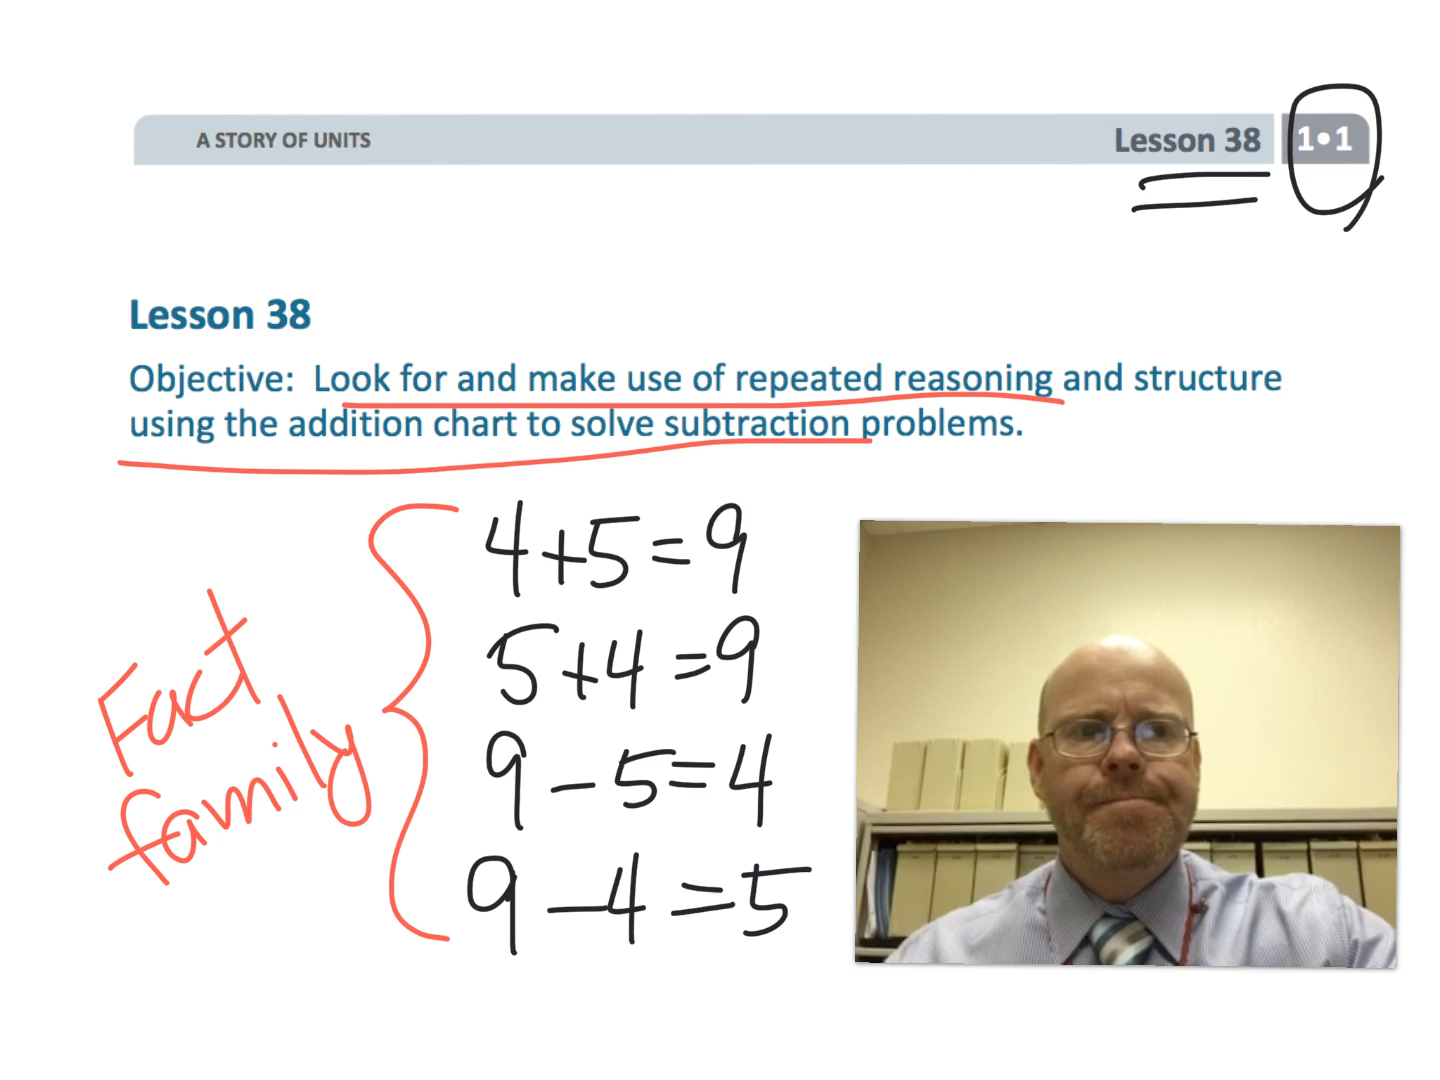 A STORY OF UNITS
Lesson 38
1•1
Lesson 38
Objective: Look for and make use of repeated reasoning and structure
using the addition chart to solve subtraction problems.
4+5=9
5+4=9
9-5=4
9-4=5
Fact
family